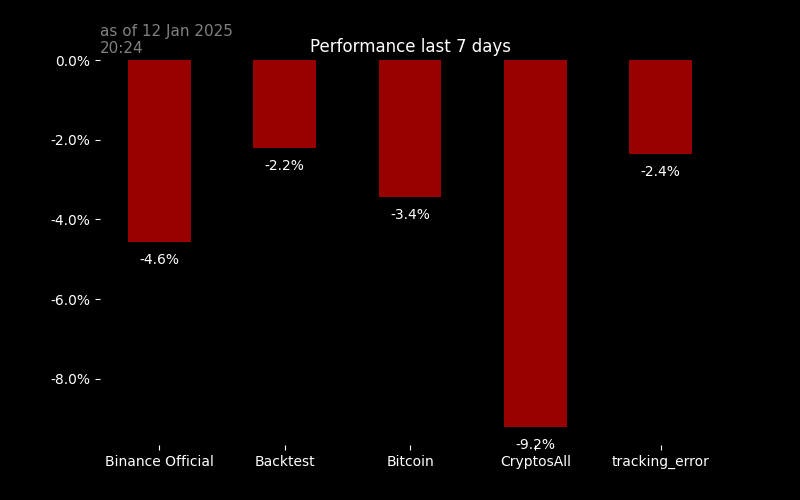 as of 12 Jan 2025
20:24
Performance last 7 days
0.0%
-2.0%
-4.0%
-6.0%
-8.0%
-4.6%
-2.2%
-3.4%
-9.2%
-2.4%
Binance Official
Backtest
Bitcoin
CryptosAll
tracking_error